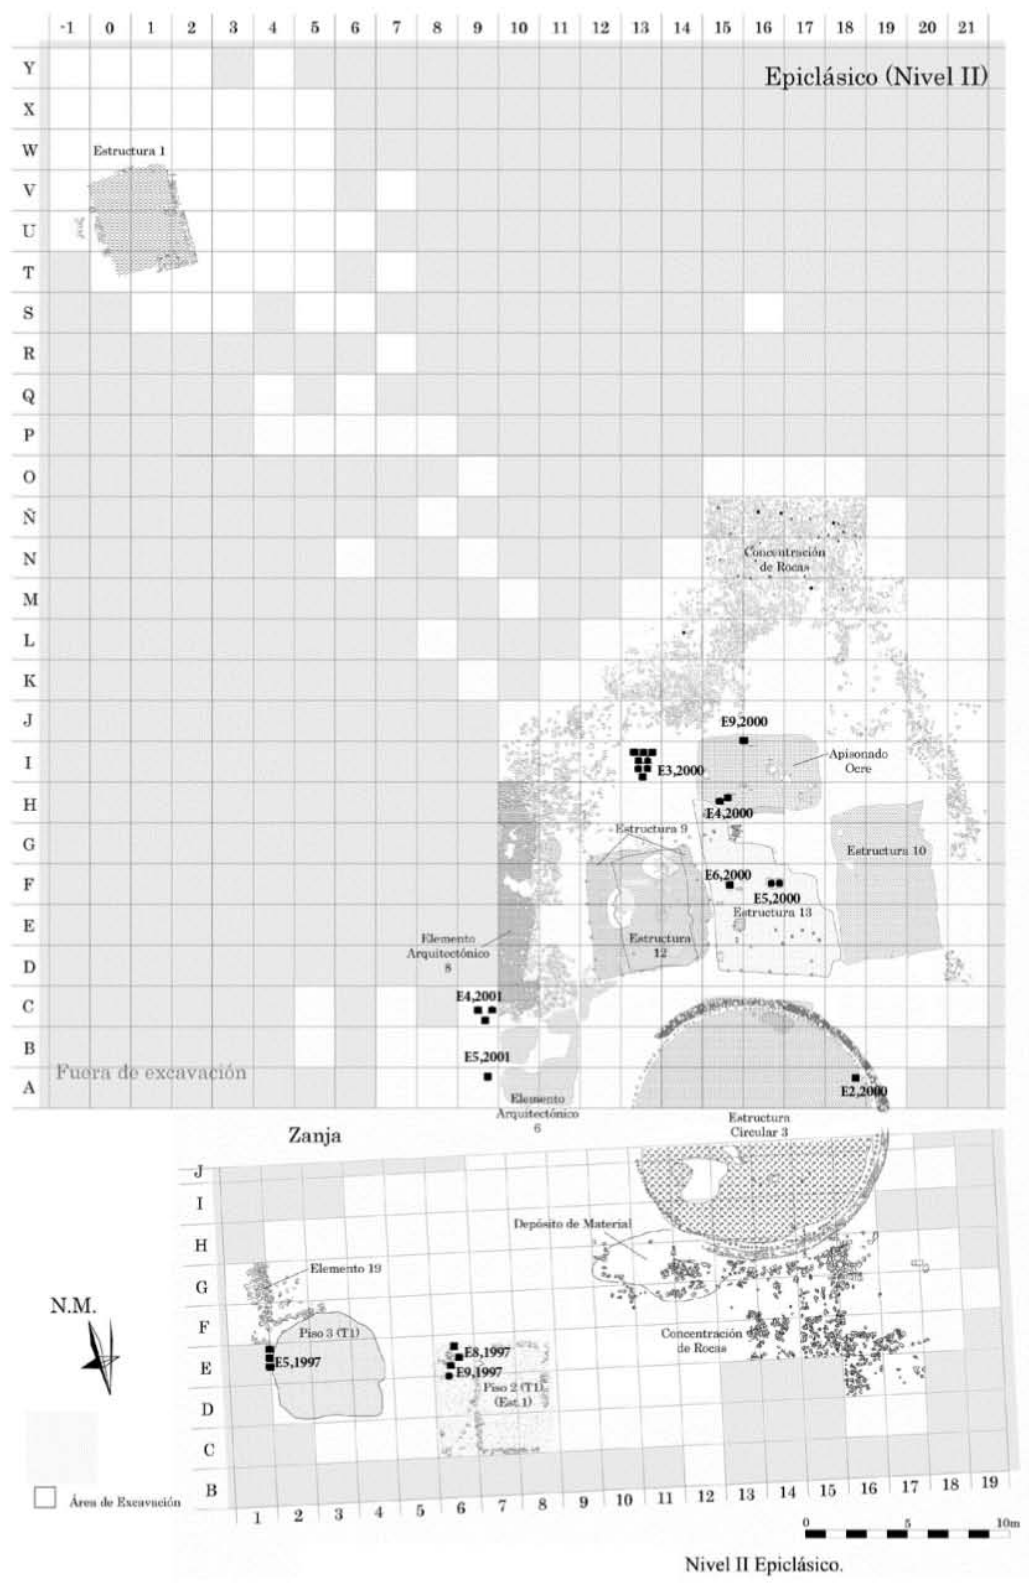 -1 0 1 2 3 4 5 6 7 8 9 10 11 12 13 14 15 16 17 18 19 20 21
Y
Epiclásico (Nivel II)
X
W
Estructura 1
V
U
T
S
R
Q
P
O
Ñ
N
Concentración
de Rocas
M
L
K
J
E9,2000
I
Apisonado
Ocre
E3,2000
H
E4,2000
Estructura 9
G
Estructura 10
F
E6,2000
E5,2000
Estructura 13
E
Elemento
Arquitectónico
8
Estructura
12
D
E4,2001
C
B
E5,2001
Fuera de excavación
A
E2,2000
Elemento
Arquitectónico
6
Estructura
Circular 3
Zanja
J
I
Depósito de Material
H
Elemento 19
G
N.M.
F
Piso 3 (T1)
Concentración
de Rocas
E
E5,1997
E8,1997
E9,1997
Piso 2 (T1)
(Est.1)
D
C
B
Área de Excavación
1 2 3 4 5 6 7 8 9 10 11 12 13 14 15 16 17 18 19
0 5 10m
Nivel II Epiclásico.